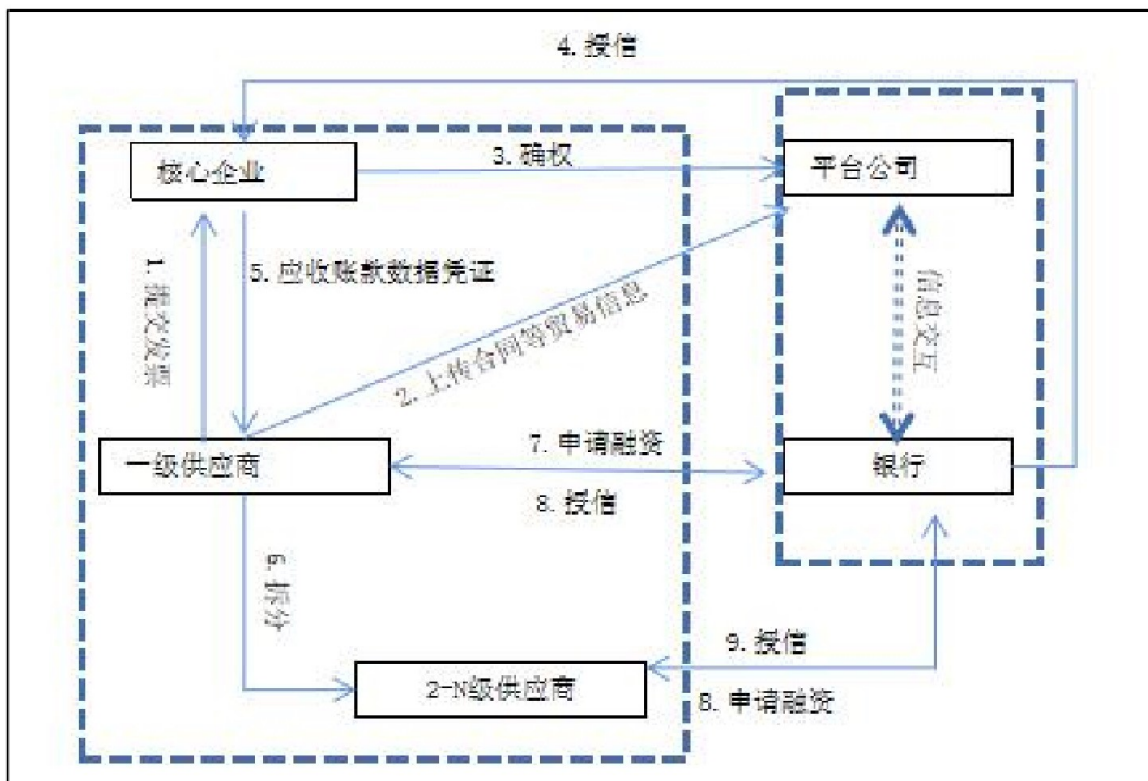 4.授信
核心企业
3.确权
平台公司
1.提交发票
5.应收账款数据凭证
2.上传合同等贸易信息
信息交互
一级供应商
7.申请融资
8.授信
银行
6.拆分
9.授信
2-N级供应商
8.申请融资